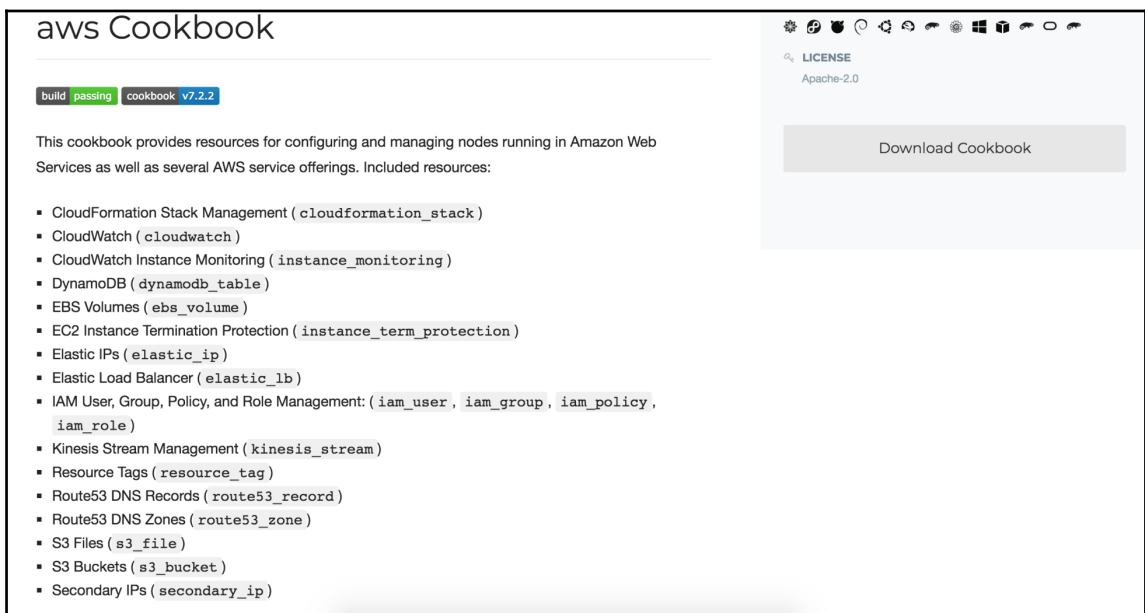 aws Cookbook
build passing cookbook v7.2.2
This cookbook provides resources for configuring and managing nodes running in Amazon Web
Services as well as several AWS service offerings. Included resources:
▪ CloudFormation Stack Management ( cloudformation_stack )
▪ CloudWatch ( cloudwatch )
▪ CloudWatch Instance Monitoring ( instance_monitoring )
▪ DynamoDB ( dynamodb_table )
▪ EBS Volumes ( ebs_volume )
▪ EC2 Instance Termination Protection ( instance_term_protection )
▪ Elastic IPs ( elastic_ip )
▪ Elastic Load Balancer ( elastic_lb )
▪ IAM User, Group, Policy, and Role Management: ( iam_user , iam_group , iam_policy ,
iam_role )
▪ Kinesis Stream Management ( kinesis_stream )
▪ Resource Tags ( resource_tag )
▪ Route53 DNS Records ( route53_record )
▪ Route53 DNS Zones ( route53_zone )
▪ S3 Files ( s3_file )
▪ S3 Buckets ( s3_bucket )
▪ Secondary IPs ( secondary_ip )
LICENSE
Apache-2.0
Download Cookbook